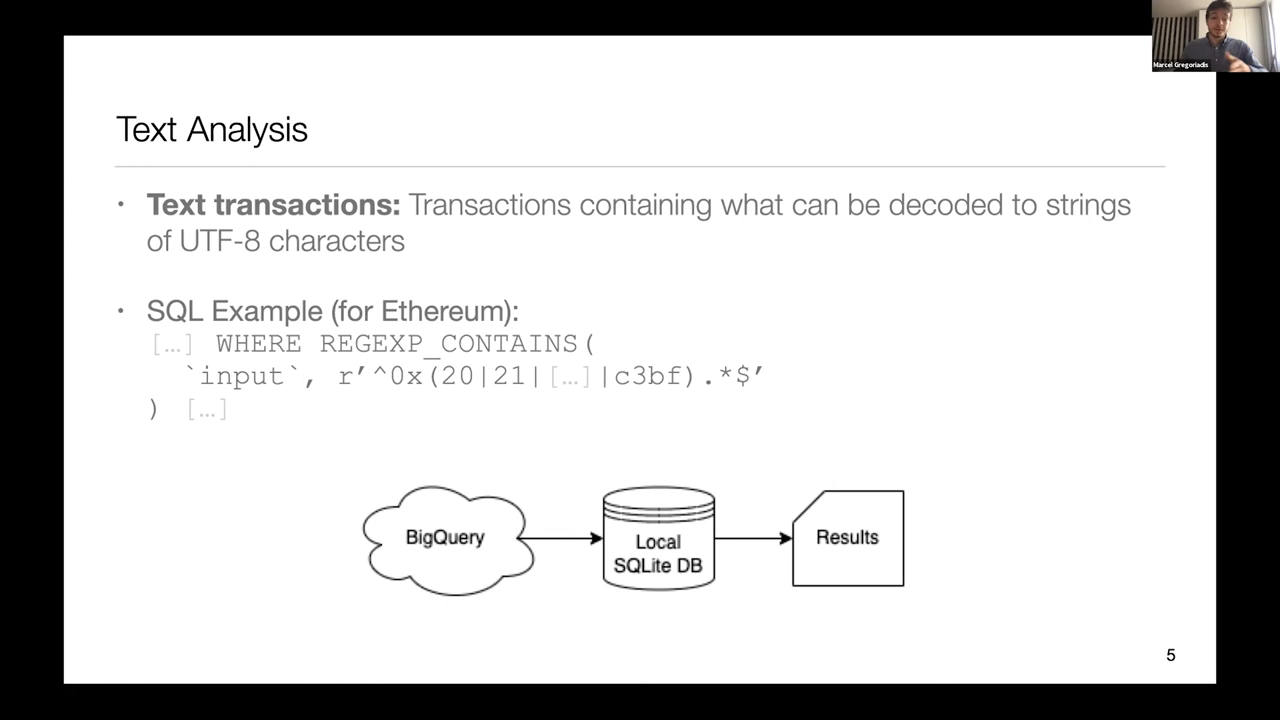 Marcel Gregoriadis
Text Analysis
• Text transactions: Transactions containing what can be decoded to strings
of UTF-8 characters
• SQL Example (for Ethereum):
[…] WHERE REGEXP_CONTAINS(
`input`, r’^0x(20|21|[…]|c3bf).*$’
) […]
BigQuery
Local
SQLite DB
Results
5